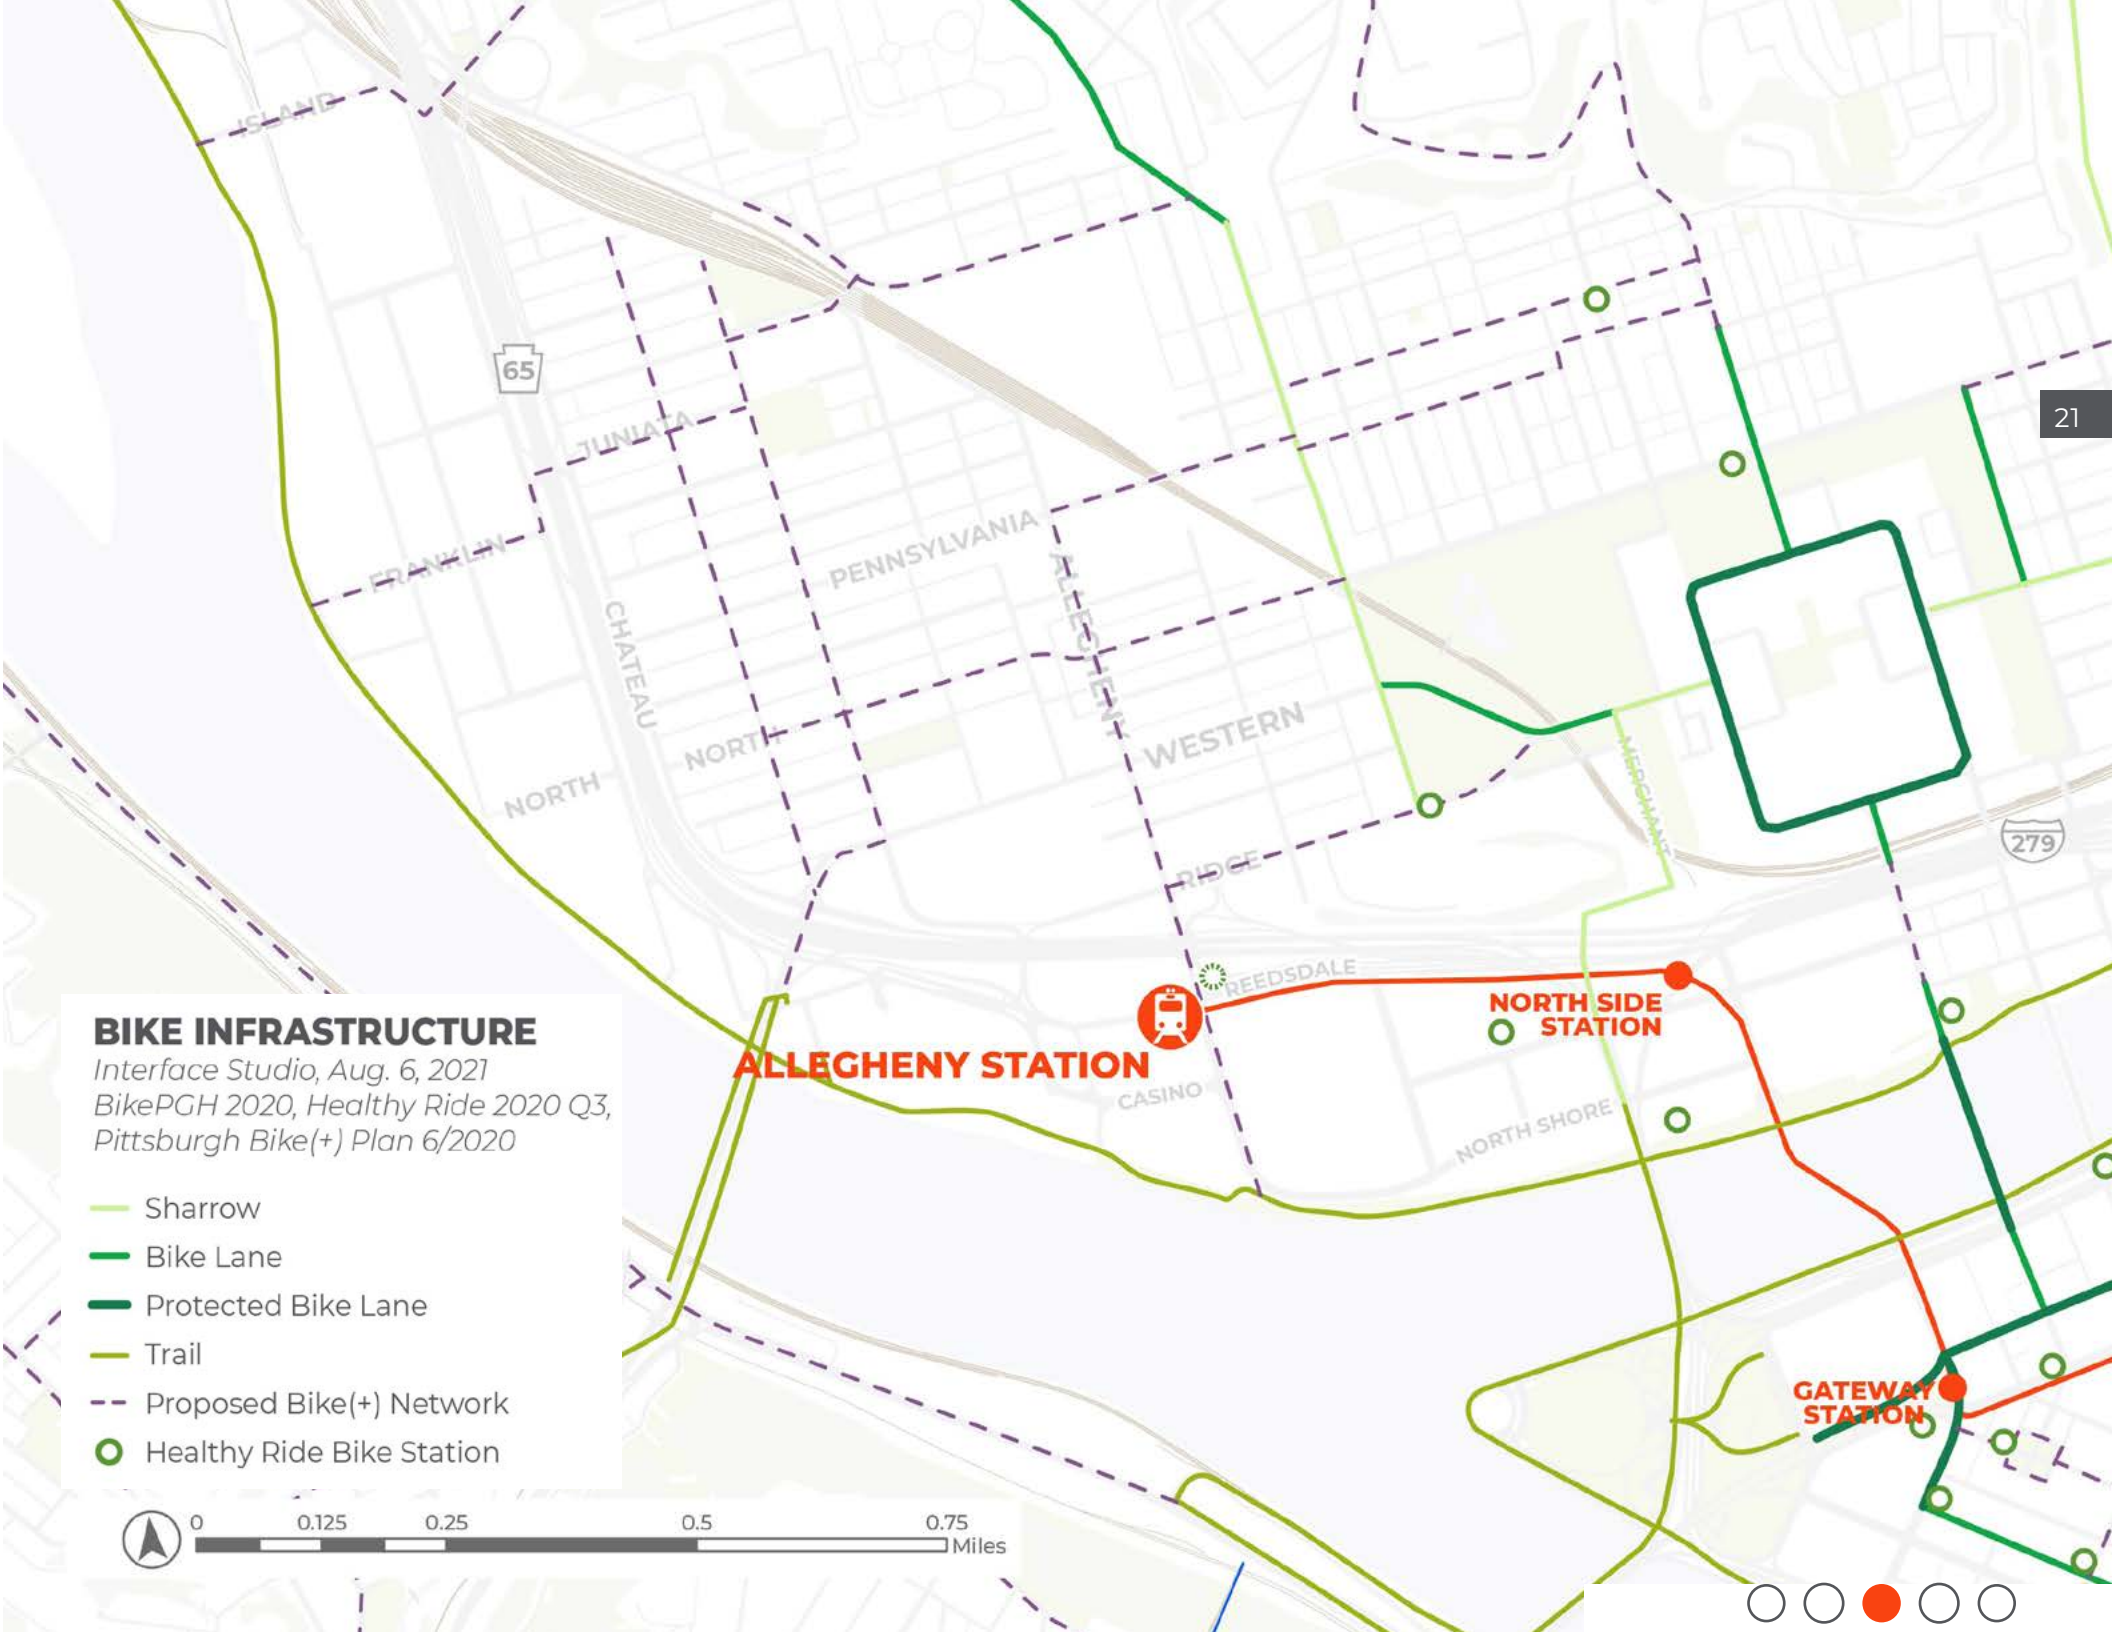 ISLAND
65
21
JUNIATA
PENNSYLVANIA
FRANKLIN
ALLEGHENY
CHATEAU
WESTERN
NORTH
NORTH
MERCHANT
279
RIDGE
REEDSDALE
NORTH SIDE
STATION
ALLEGHENY STATION
CASINO
NORTH SHORE
BIKE INFRASTRUCTURE
Interface Studio, Aug. 6, 2021
BikePGH 2020, Healthy Ride 2020 Q3,
Pittsburgh Bike(+) Plan 6/2020
Sharrow
Bike Lane
Protected Bike Lane
Trail
Proposed Bike(+) Network
Healthy Ride Bike Station
GATEWAY
STATION
0 0.125 0.25 0.5 0.75
Miles